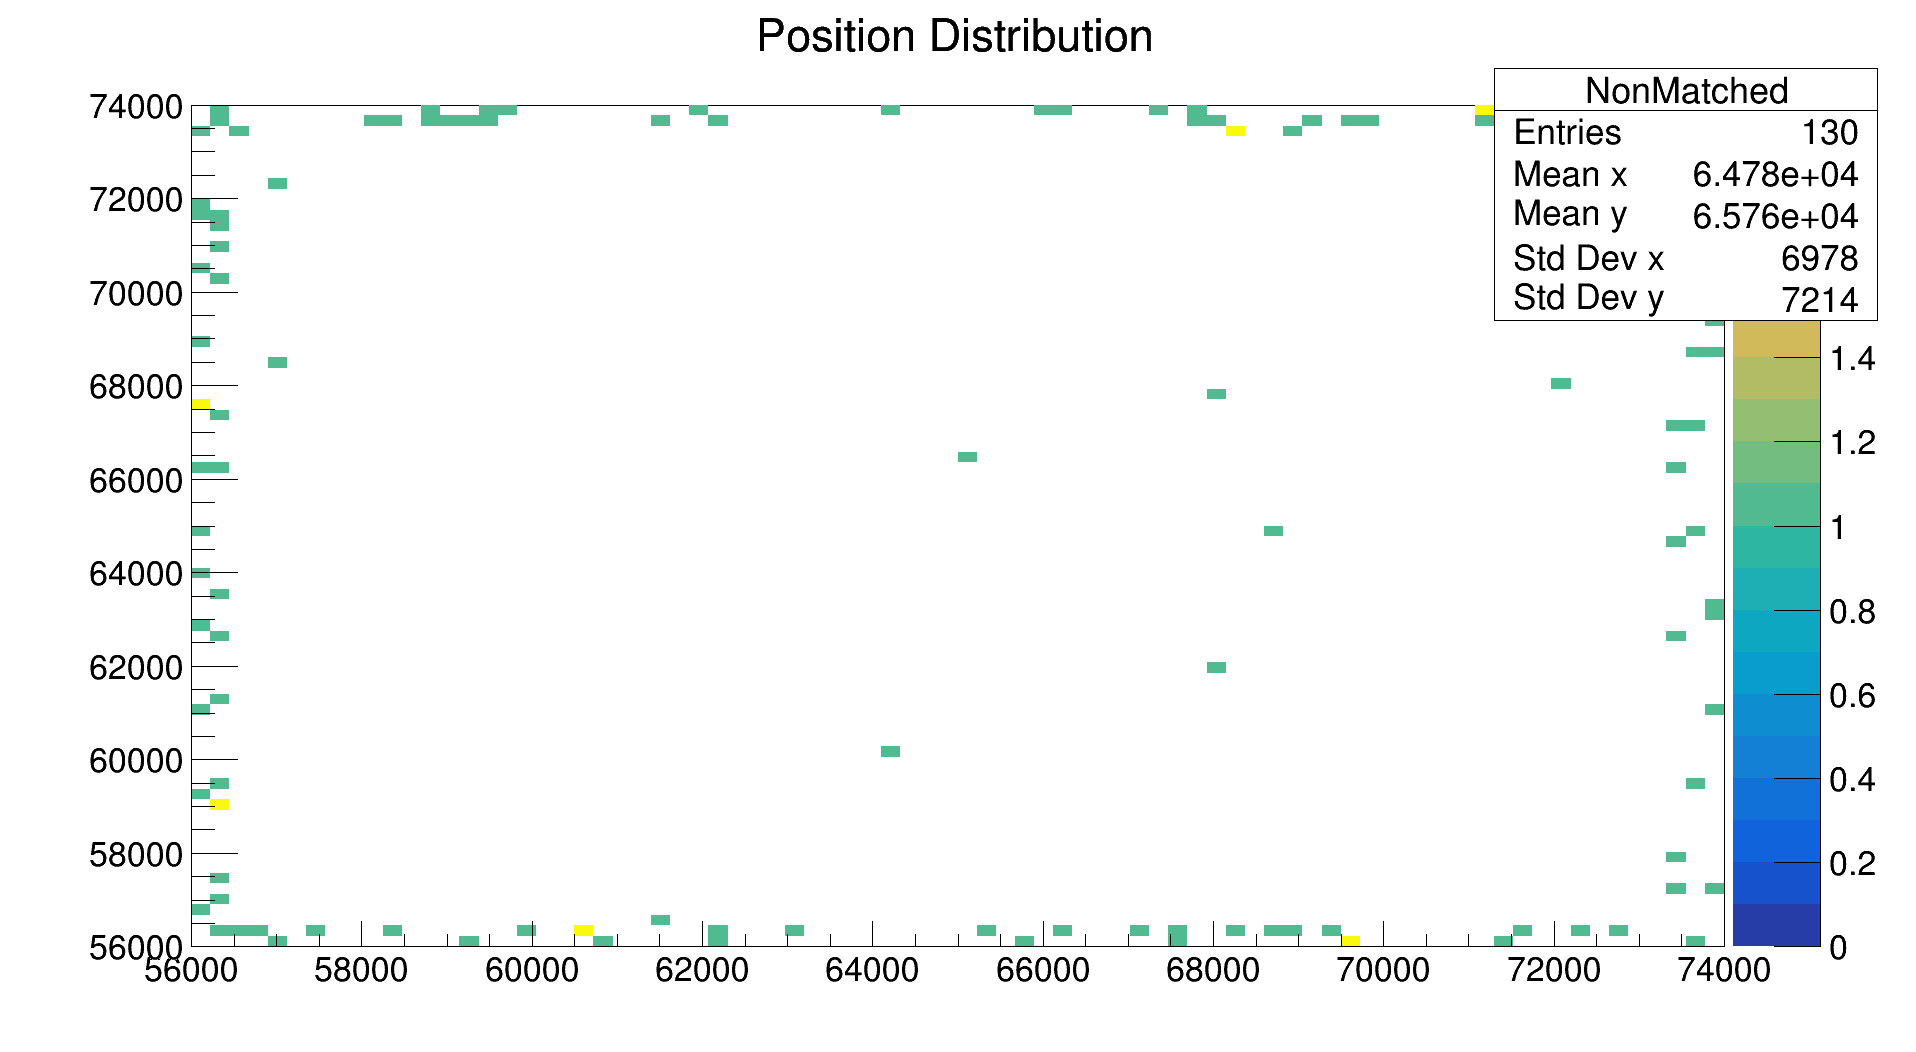 Position Distribution
NonMatched
Entries 130
Mean x 6.478e+04
Mean y 6.576e+04
Std Dev x 6978
Std Dev y 7214
74000
72000
70000
68000
66000
64000
62000
60000
58000
56000
56000 58000 60000 62000 64000 66000 68000 70000 72000 74000
1.4
1.2
1
0.8
0.6
0.4
0.2
0